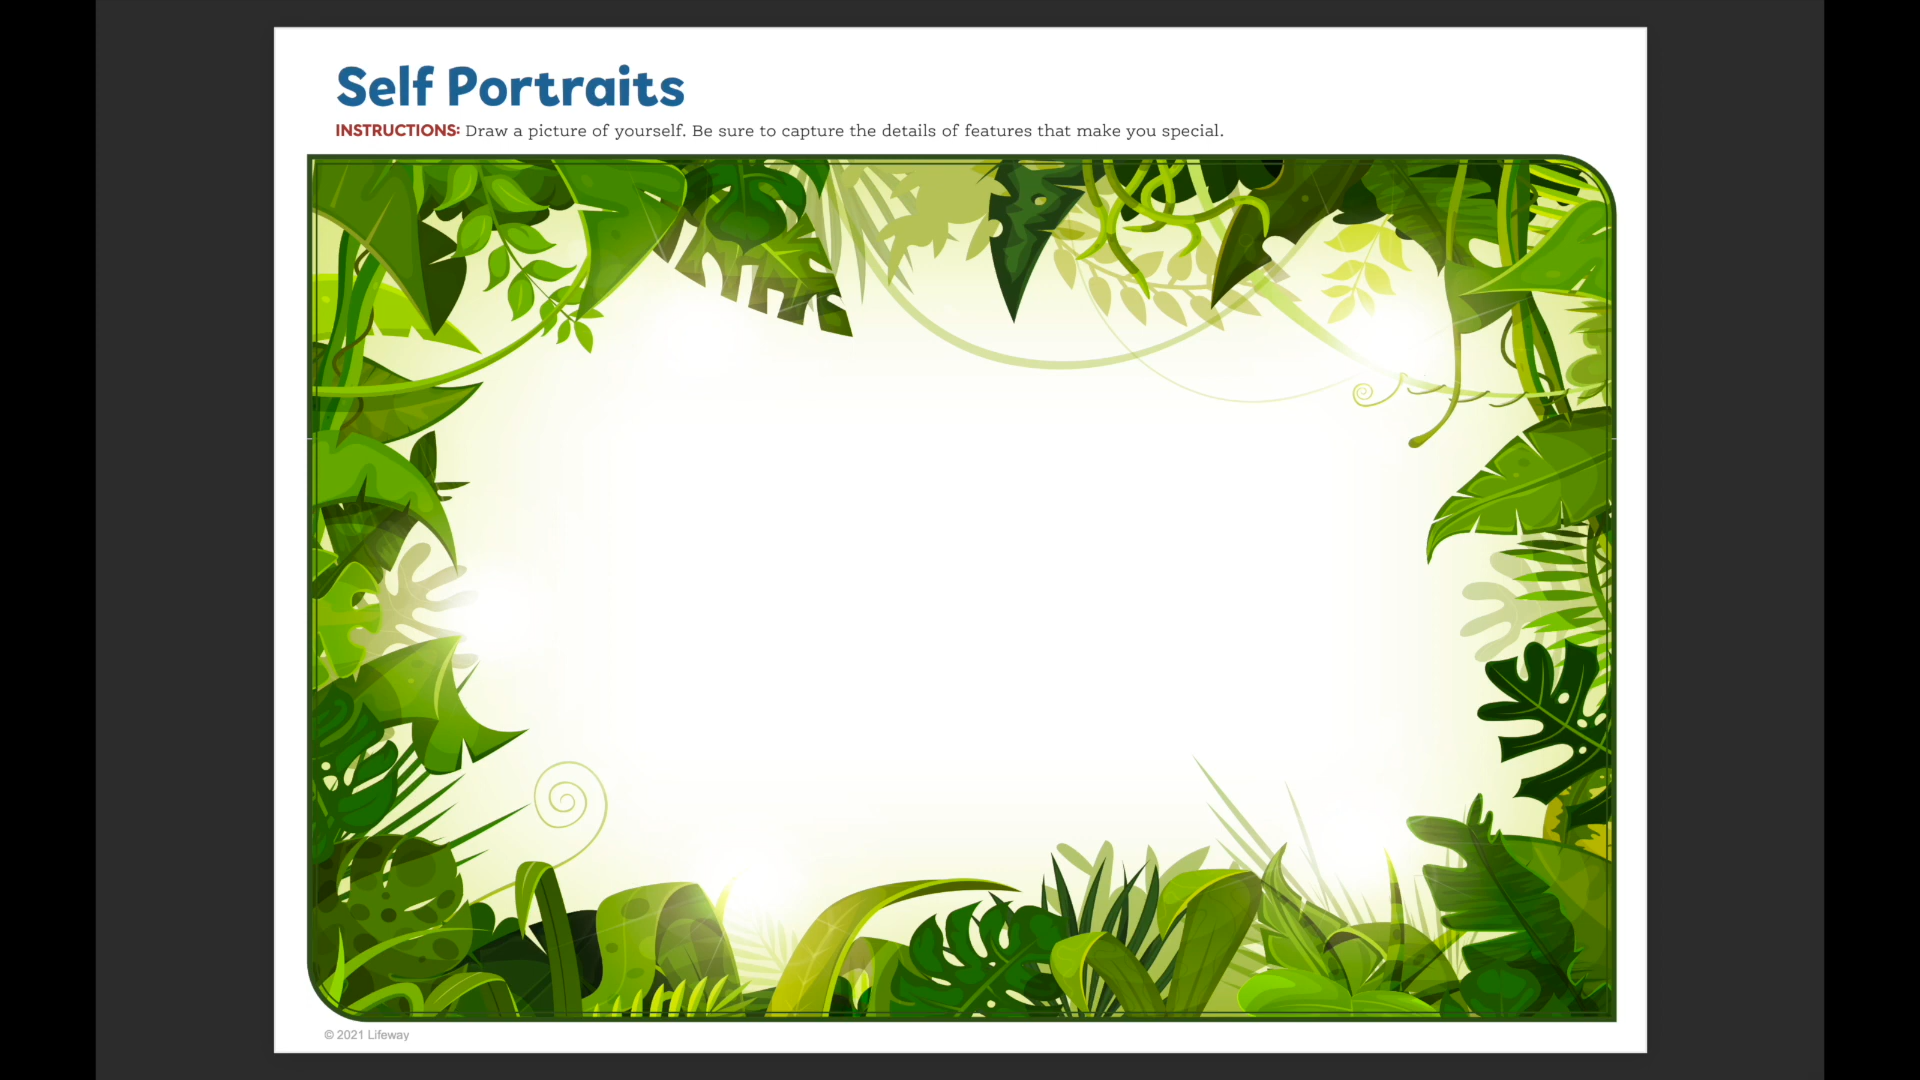 Self Portraits
INSTRUCTIONS: Draw a picture of yourself. Be sure to capture the details of features that make you special.
© 2021 Lifeway